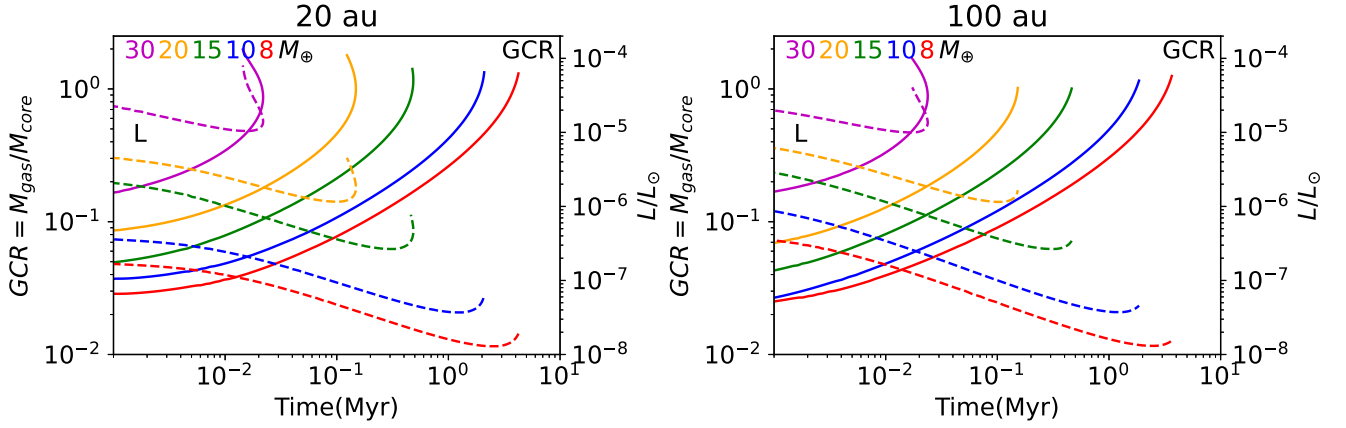 20 au
30 20 15 10 8 M⊕ GCR
L
GCR = M_gas/M_core
10^0
10^-1
10^-2
10^-4
10^-5
10^-6
10^-7
10^-8
L/L⊙
10^-2 10^-1 10^0 10^1
Time(Myr)
100 au
30 20 15 10 8 M⊕ GCR
L
GCR = M_gas/M_core
10^0
10^-1
10^-2
10^-4
10^-5
10^-6
10^-7
10^-8
L/L⊙
10^-2 10^-1 10^0 10^1
Time(Myr)